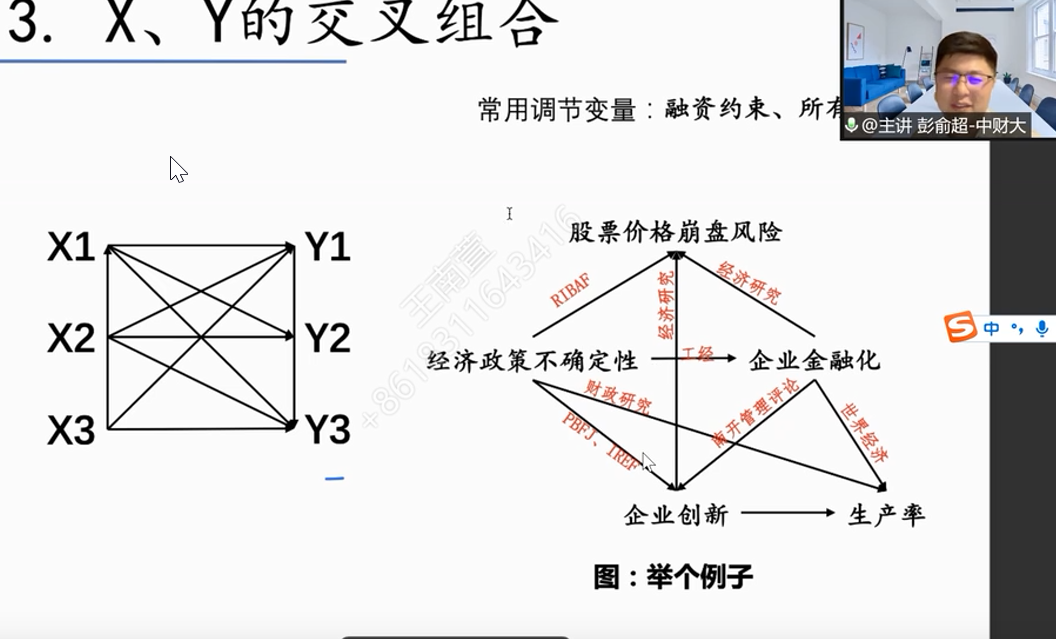 3. X、Y的交叉组合
常用调节变量：融资约束、所有
@主讲 彭俞超-中财大
X1
Y1
X2
Y2
X3
Y3
股票价格崩盘风险
RIBAF
经济研究
经济研究
经济政策不确定性
工经
企业金融化
财政研究
PBFJ、IREF
南开管理评论
世界经济
企业创新
生产率
图：举个例子
王南萱
+8618311643416
中